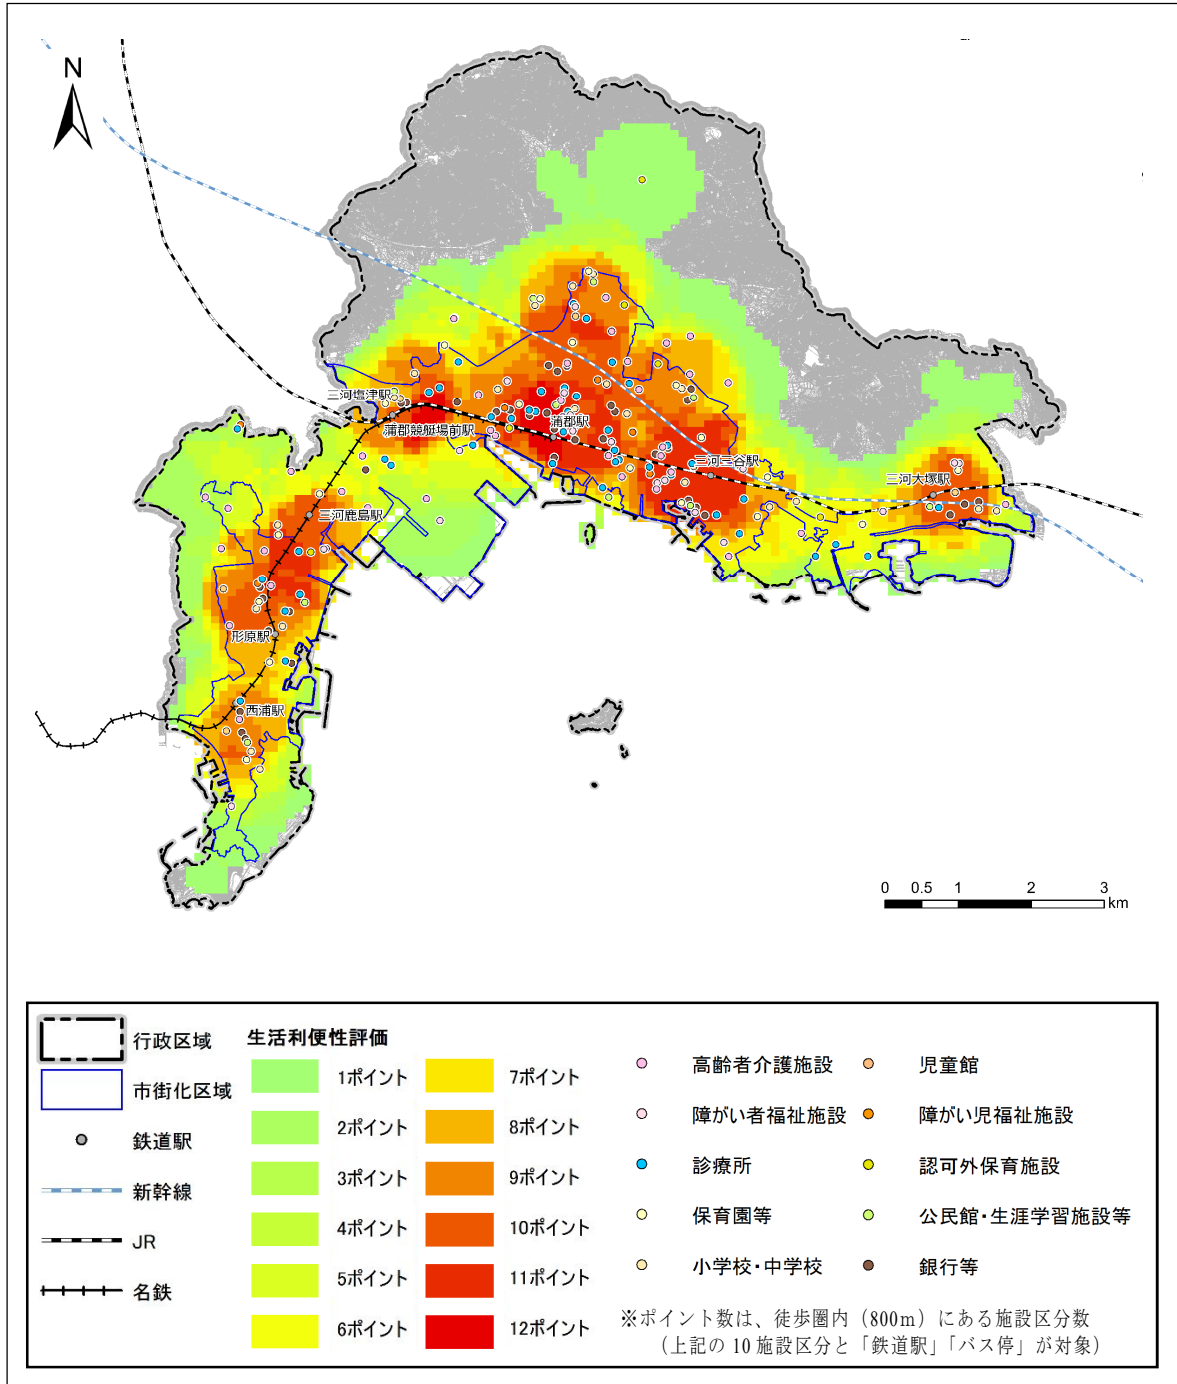 N
三河塩津駅
蒲郡競艇場前駅
蒲郡駅
三河三谷駅
三河大塚駅
三河鹿島駅
形原駅
西浦駅
0 0.5 1 2 3
km
行政区域
市街化区域
鉄道駅
新幹線
JR
名鉄
生活利便性評価
1ポイント
2ポイント
3ポイント
4ポイント
5ポイント
6ポイント
7ポイント
8ポイント
9ポイント
10ポイント
11ポイント
12ポイント
高齢者介護施設
障がい者福祉施設
診療所
保育園等
小学校・中学校
児童館
障がい児福祉施設
認可外保育施設
公民館・生涯学習施設等
銀行等
※ポイント数は、徒歩圏内（800m）にある施設区分数
（上記の 10 施設区分と「鉄道駅」「バス停」が対象）